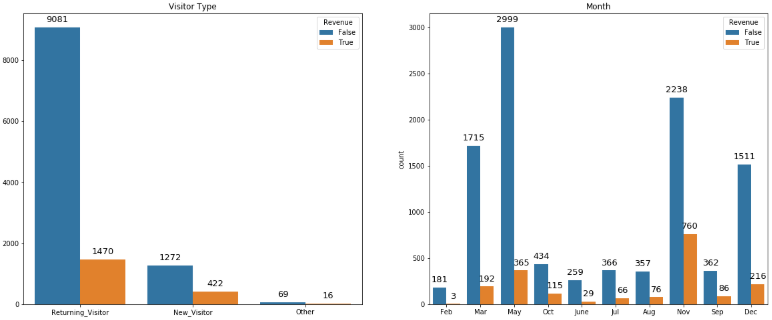 Visitor Type
Revenue
False
True
8000
6000
4000
2000
0
9081
1470
1272
422
69
16
Returning_Visitor
New_Visitor
Other
Month
Revenue
False
True
count
3000
2500
2000
1500
1000
500
0
181
3
1715
192
2999
365
434
115
259
29
366
66
357
76
2238
760
362
86
1511
216
Feb
Mar
May
Oct
June
Jul
Aug
Nov
Sep
Dec